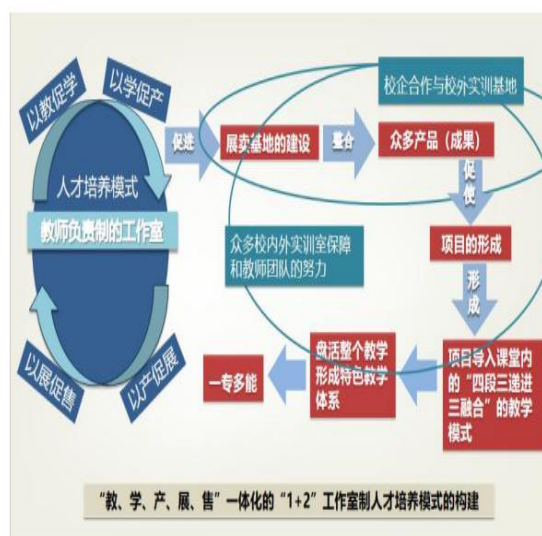 以教促学
以学促产
人才培养模式
教师负责制的工作室
以展促售
以产促展
促进
展卖基地的建设
整合
校企合作与校外实训基地
众多产品（成果）
促使
项目的形成
形成
众多校内外实训室保障
和教师团队的努力
项目导入课堂内
的“四段三递进
三融合”的教学
模式
盘活整个教学
形成特色教学
体系
一专多能
“教、学、产、展、售”一体化的“1+2”工作室制人才培养模式的构建